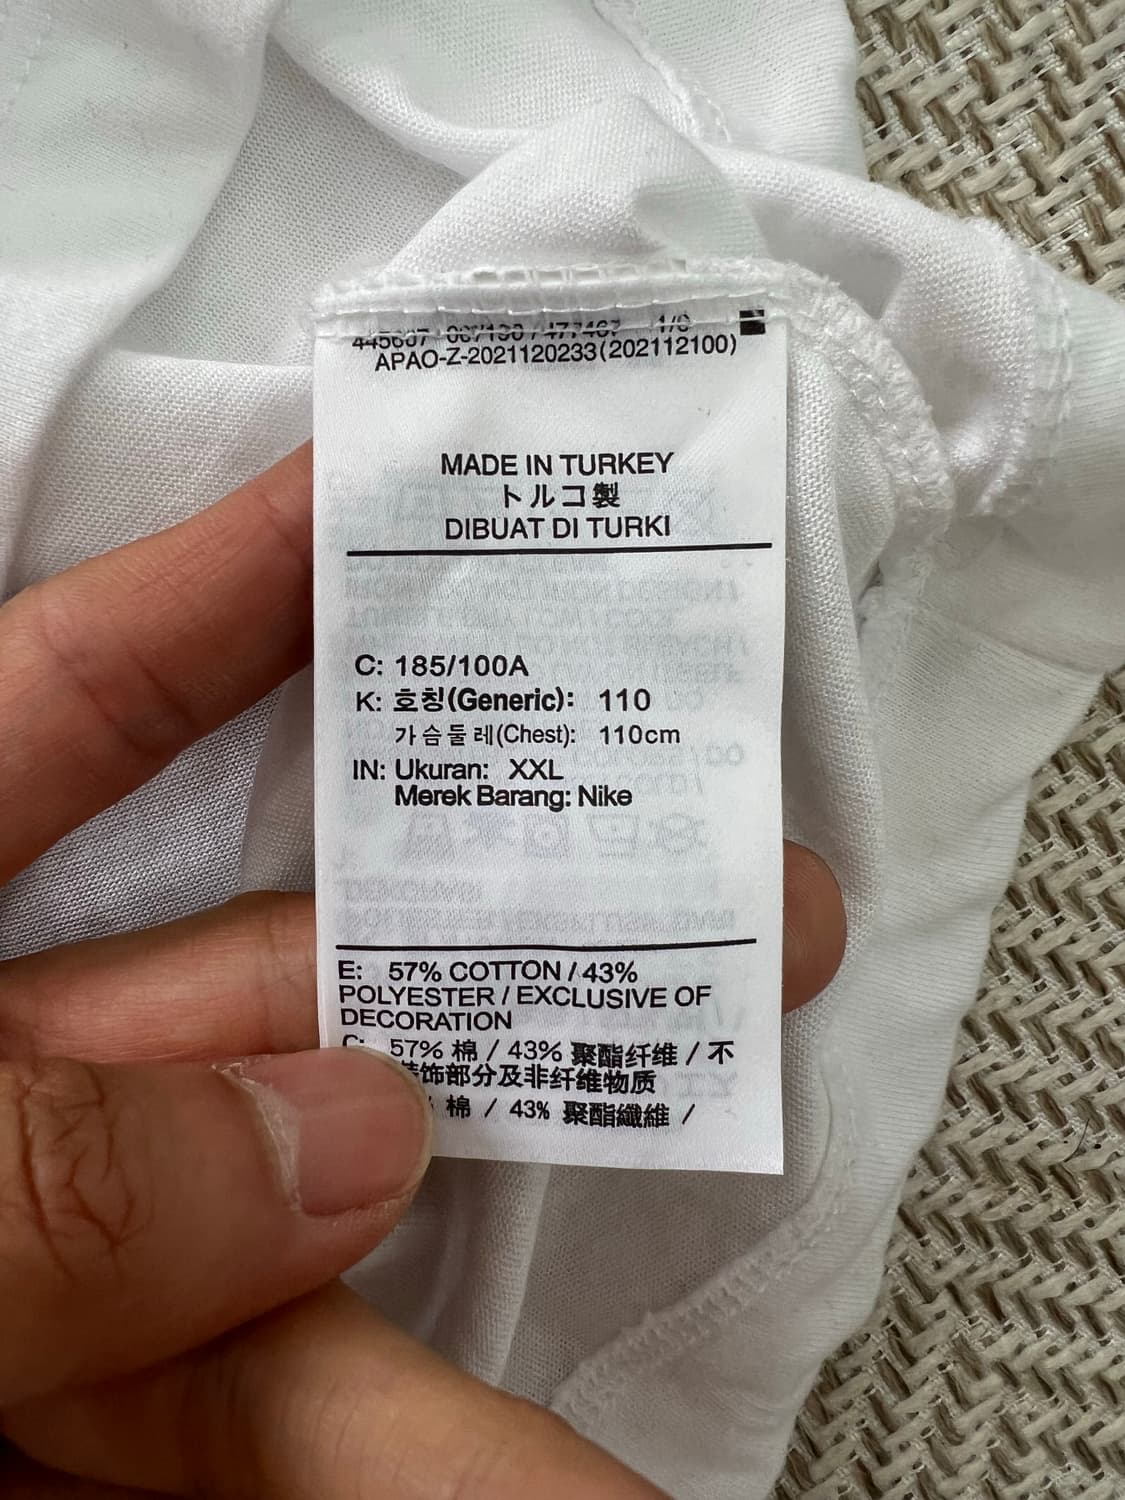 APAO-Z-2021120233(202112100)
MADE IN TURKEY
トルコ製
DIBUAT DI TURKI
C: 185/100A
K: 호칭(Generic): 110
가슴둘레(Chest): 110cm
IN: Ukuran: XXL
Merek Barang: Nike
E: 57% COTTON / 43%
POLYESTER / EXCLUSIVE OF
DECORATION
C: 57% 棉 / 43% 聚酯纤维 / 不
饰部分及非纤维物质
棉 / 43% 聚酯纖維 /